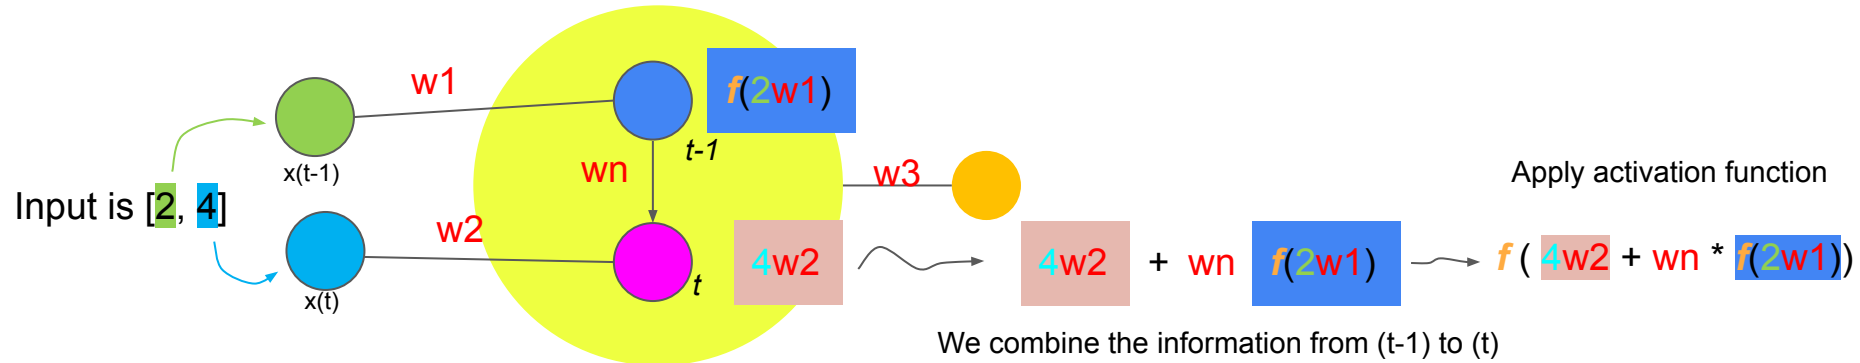 w1
f(2w1)
x(t-1)
t-1
wn
w3
Apply activation function
Input is [2, 4]
w2
4w2
4w2 + wn f(2w1)
f ( 4w2 + wn * f(2w1))
x(t)
t
We combine the information from (t-1) to (t)